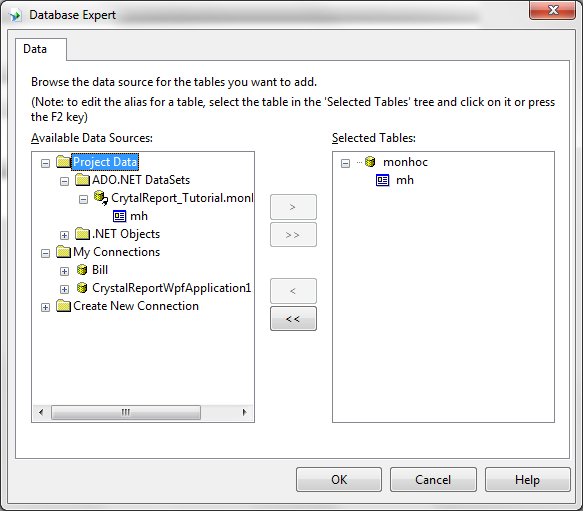 Database Expert
Data
Browse the data source for the tables you want to add.
(Note: to edit the alias for a table, select the table in the 'Selected Tables' tree and click on it or press
the F2 key)
Available Data Sources:
Project Data
ADO.NET DataSets
CrytalReport_Tutorial.monl
mh
.NET Objects
My Connections
Bill
CrystalReportWpfApplication1
Create New Connection
>
>>
<
<<
Selected Tables:
monhoc
mh
OK
Cancel
Help